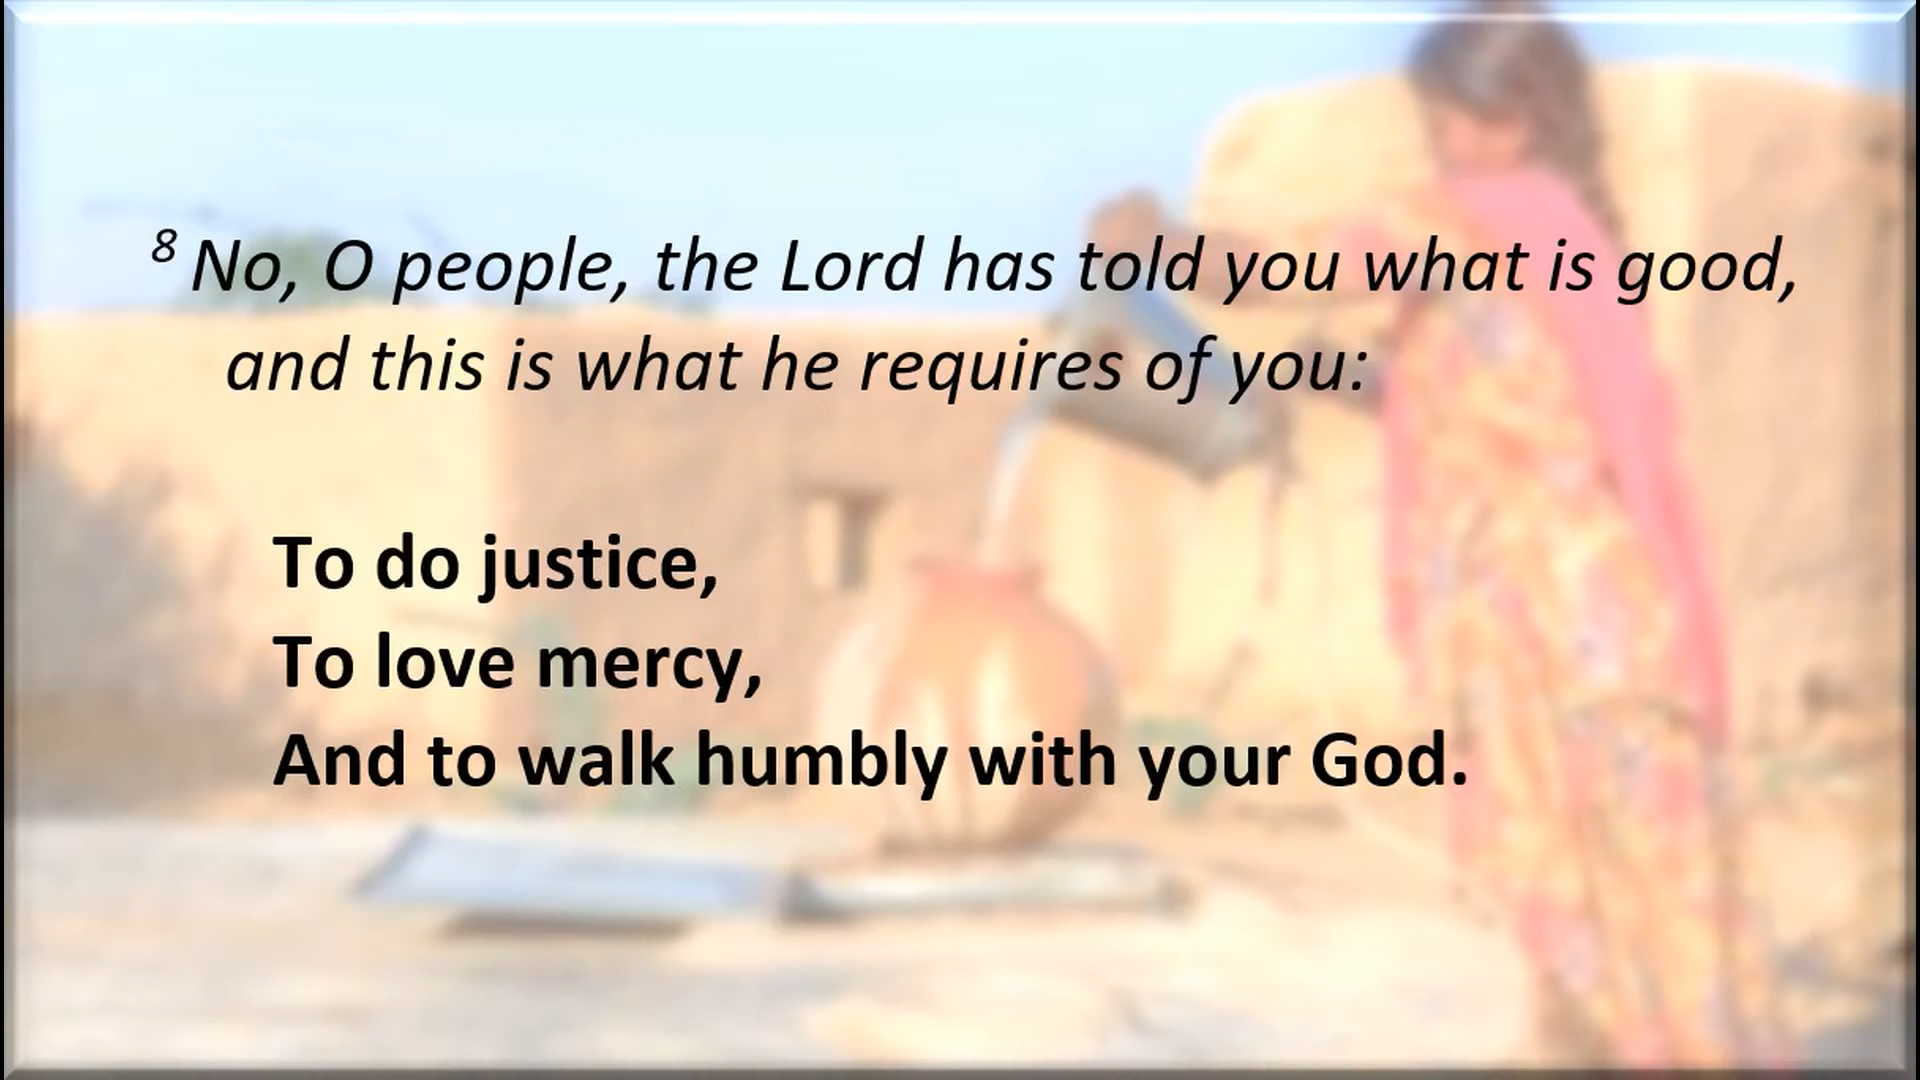 8 No, O people, the Lord has told you what is good,
and this is what he requires of you:
To do justice,
To love mercy,
And to walk humbly with your God.